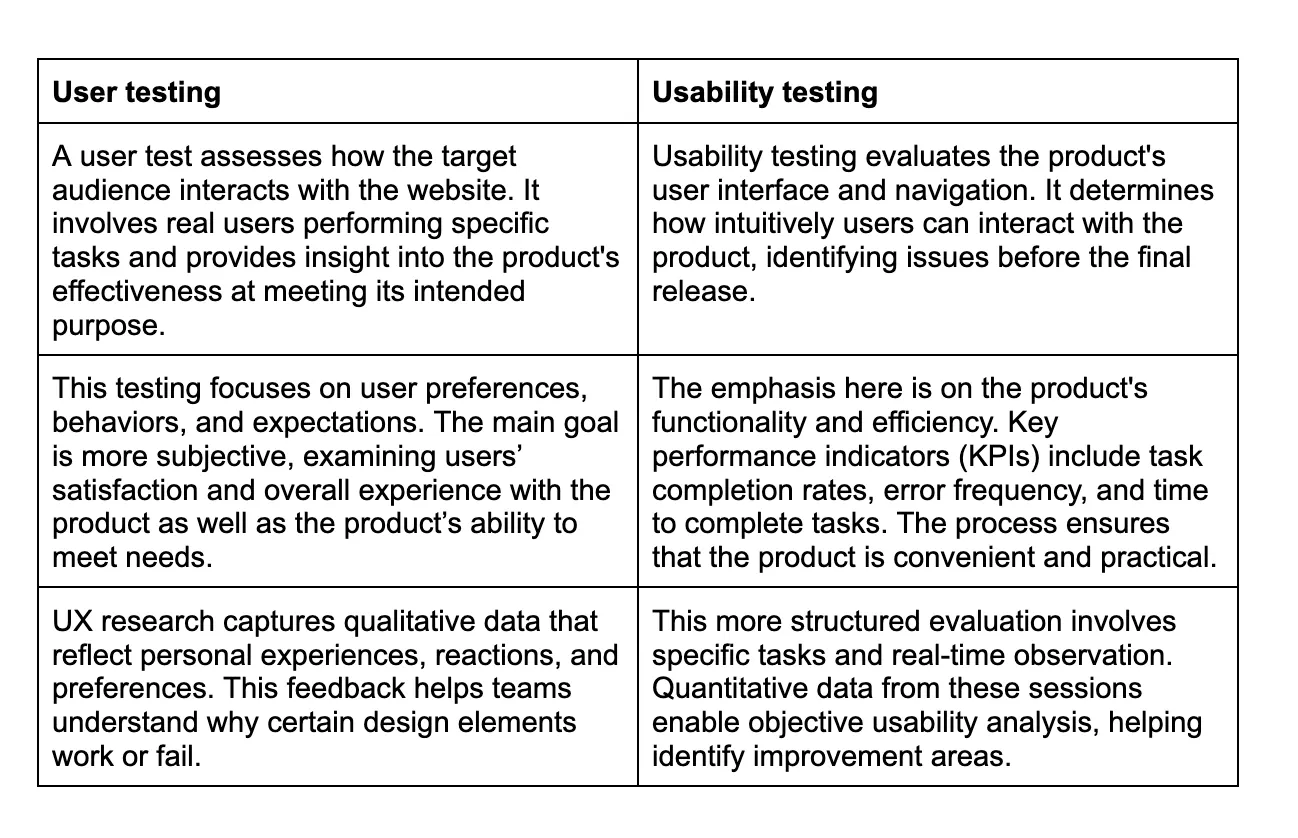 User testing
Usability testing
A user test assesses how the target
audience interacts with the website. It
involves real users performing specific
tasks and provides insight into the product's
effectiveness at meeting its intended
purpose.
Usability testing evaluates the product's
user interface and navigation. It determines
how intuitively users can interact with the
product, identifying issues before the final
release.
This testing focuses on user preferences,
behaviors, and expectations. The main goal
is more subjective, examining users’
satisfaction and overall experience with the
product as well as the product’s ability to
meet needs.
The emphasis here is on the product's
functionality and efficiency. Key
performance indicators (KPIs) include task
completion rates, error frequency, and time
to complete tasks. The process ensures
that the product is convenient and practical.
UX research captures qualitative data that
reflect personal experiences, reactions, and
preferences. This feedback helps teams
understand why certain design elements
work or fail.
This more structured evaluation involves
specific tasks and real-time observation.
Quantitative data from these sessions
enable objective usability analysis, helping
identify improvement areas.